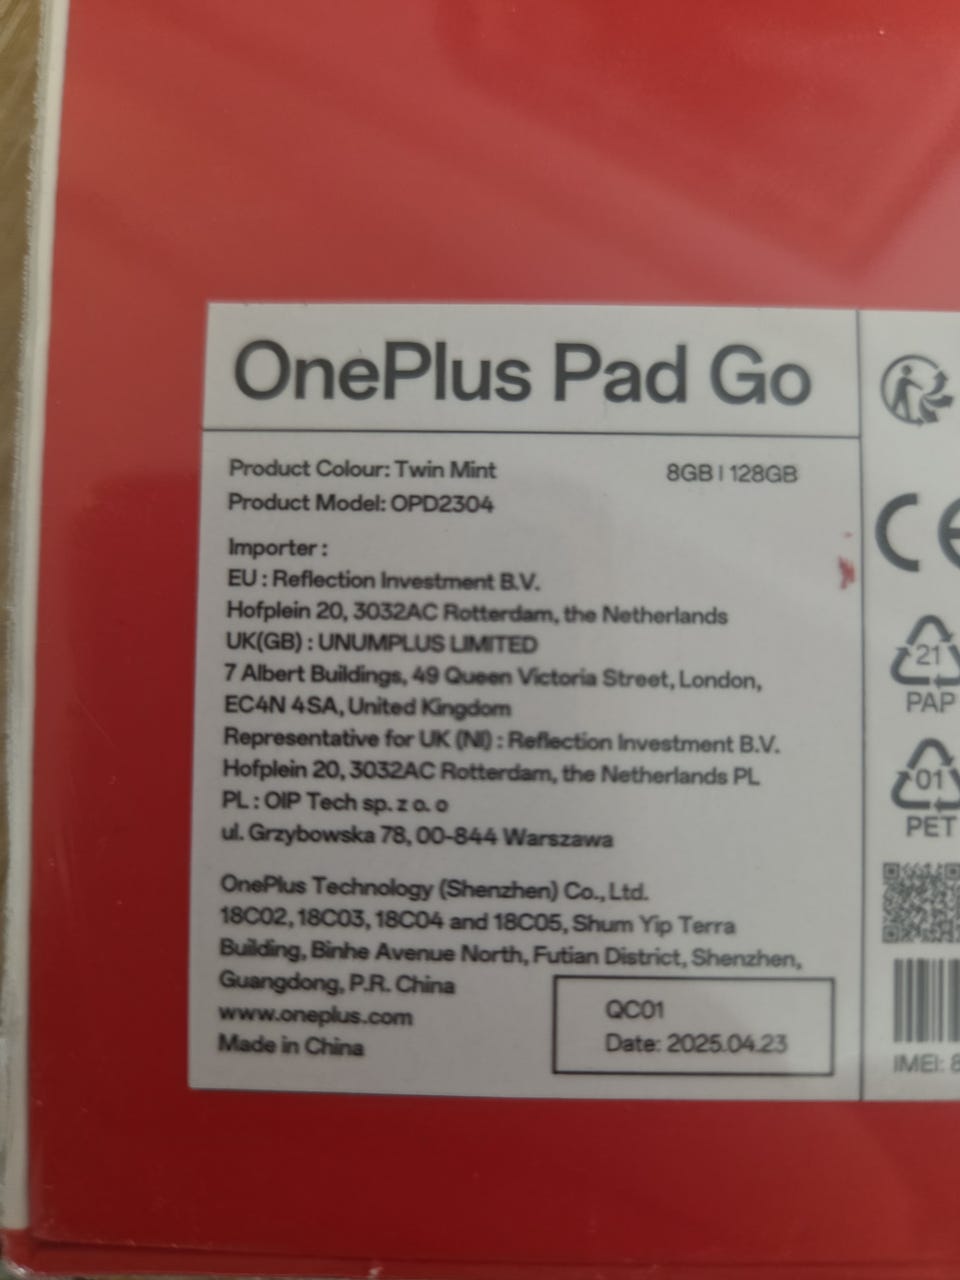 OnePlus Pad Go
Product Colour: Twin Mint 8GB | 128GB
Product Model: OPD2304
Importer :
EU : Reflection Investment B.V.
Hofplein 20, 3032AC Rotterdam, the Netherlands
UK(GB) : UNUMPLUS LIMITED
7 Albert Buildings, 49 Queen Victoria Street, London,
EC4N 4SA, United Kingdom
Representative for UK (NI) : Reflection Investment B.V.
Hofplein 20, 3032AC Rotterdam, the Netherlands PL
PL : OIP Tech sp. z o. o
ul. Grzybowska 78, 00-844 Warszawa
OnePlus Technology (Shenzhen) Co., Ltd.
18C02, 18C03, 18C04 and 18C05, Shum Yip Terra
Building, Binhe Avenue North, Futian District, Shenzhen,
Guangdong, P.R. China
www.oneplus.com
Made in China
QC01
Date: 2025.04.23
CE
21
PAP
01
PET
IMEI: 8